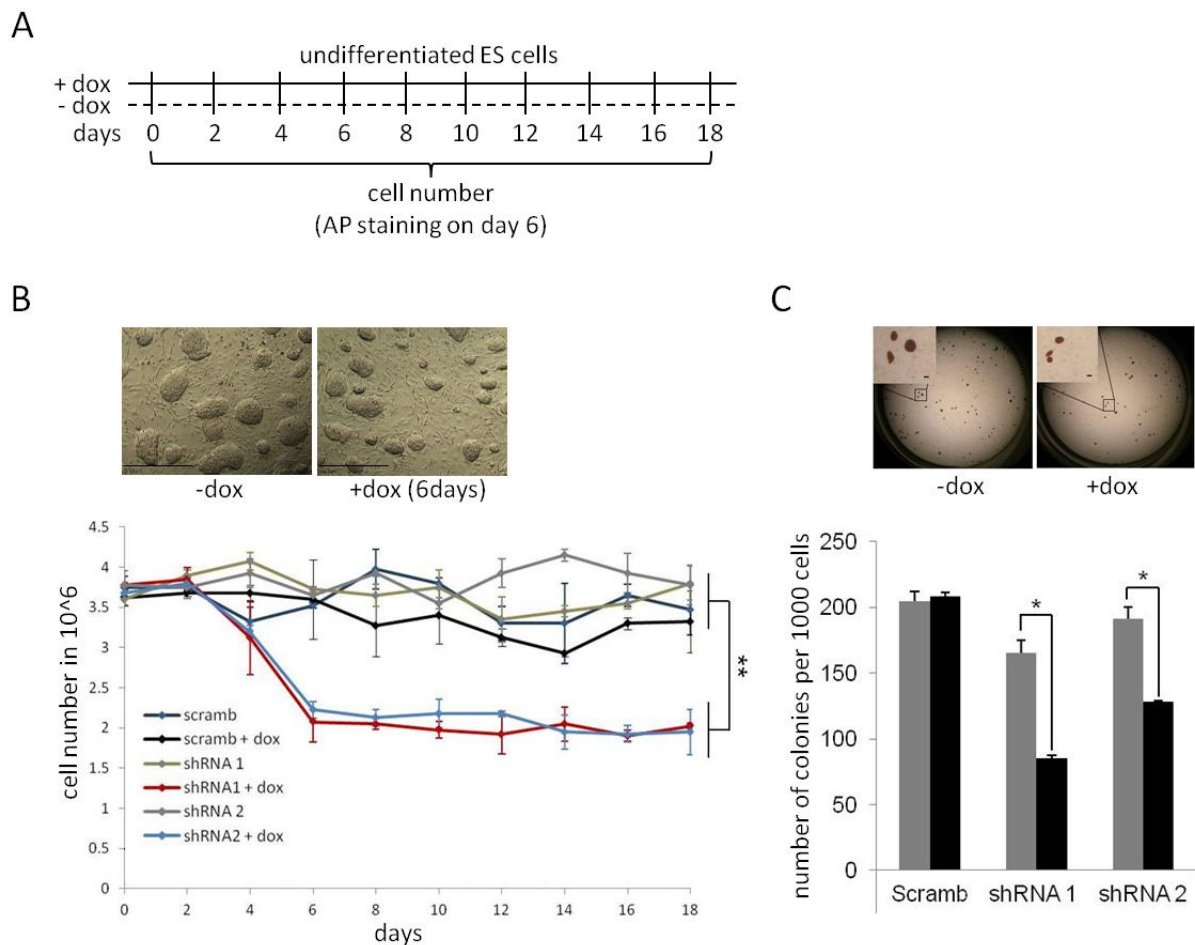 A
undifferentiated ES cells
+ dox
- dox
days 0 2 4 6 8 10 12 14 16 18
cell number
(AP staining on day 6)
B
-dox +dox (6days)
cell number in 10^6
4.5
4
3.5
3
2.5
2
1.5
1
0.5
0
scramb
scramb + dox
shRNA 1
shRNA1 + dox
shRNA 2
shRNA2 + dox
**
0 2 4 6 8 10 12 14 16 18
days
C
-dox +dox
number of colonies per 1000 cells
250
200
150
100
50
0
*
*
Scramb shRNA 1 shRNA 2